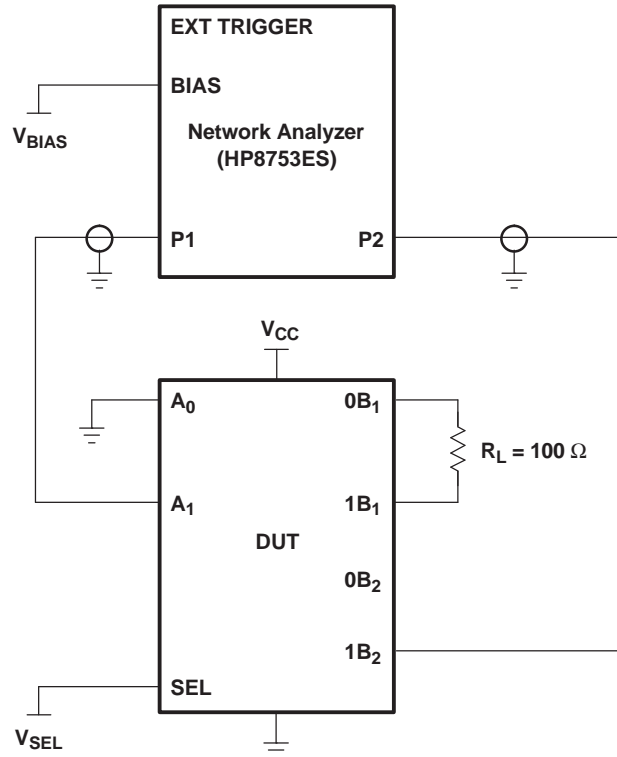 EXT TRIGGER
BIAS
V_BIAS
Network Analyzer
(HP8753ES)
P1
P2
V_CC
A_0
0B_1
R_L = 100 Ω
A_1
1B_1
DUT
0B_2
1B_2
SEL
V_SEL